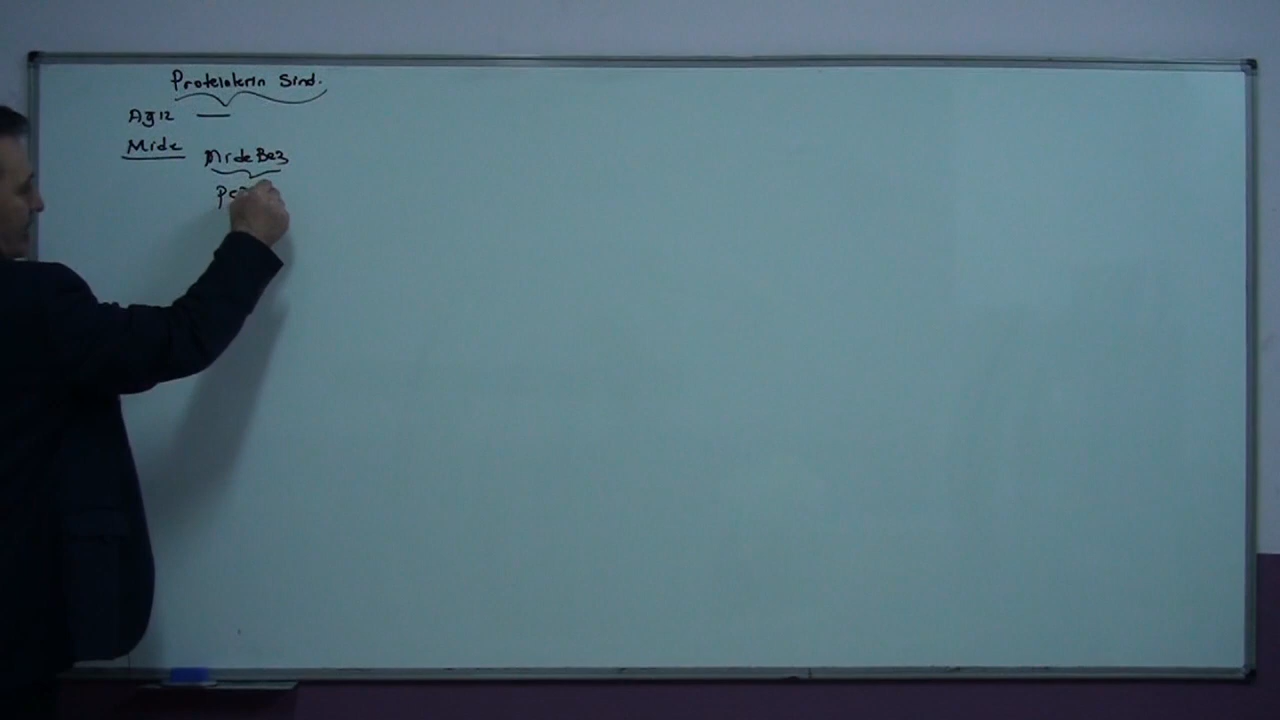 Proteinlerin Sind.
Ağız —
Mide
Mide Bez